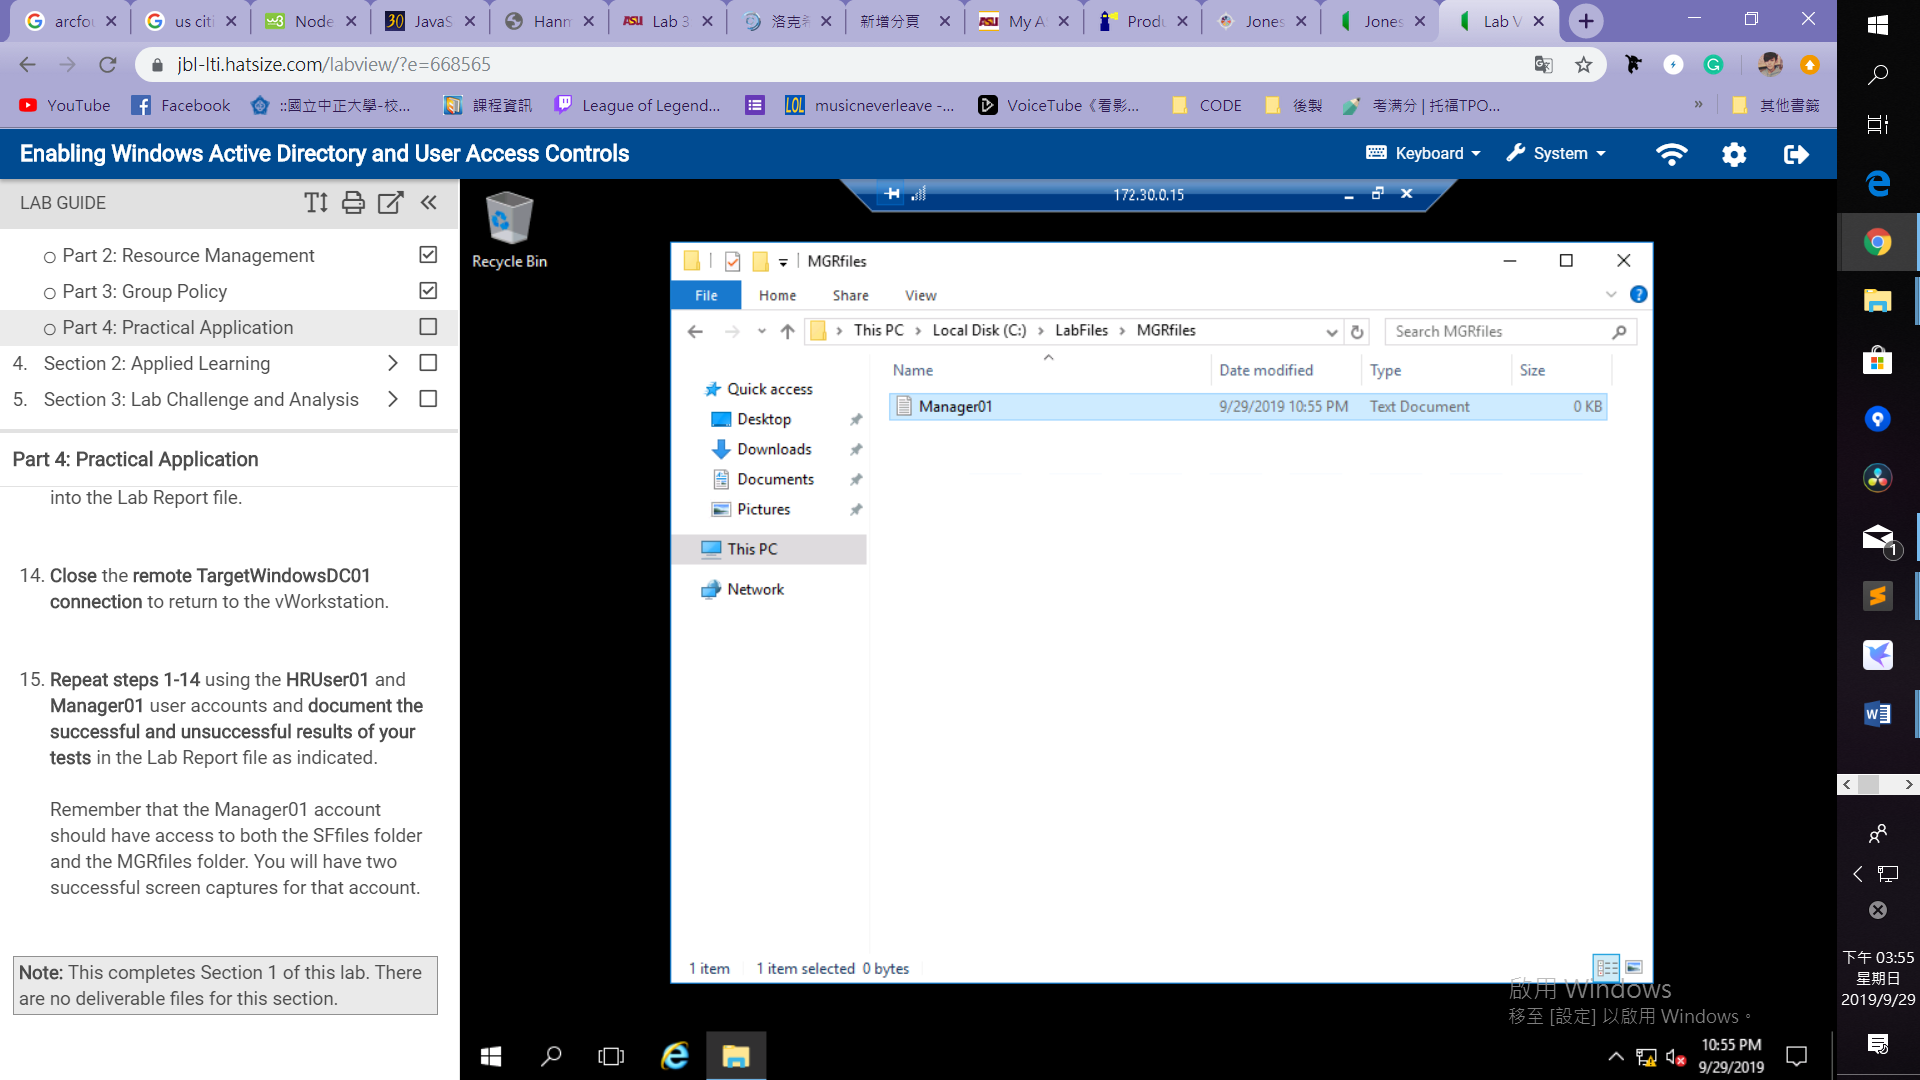 arcfou
us citi
Node
JavaS
Hanm
Lab 3
洛克希
新增分頁
My A
Produ
Jones
Jones
Lab V
jbl-lti.hatsize.com/labview/?e=668565
YouTube
Facebook
::國立中正大學-校...
課程資訊
League of Legend...
musicneverleave -...
VoiceTube《看影...
CODE
後製
考满分 | 托福TPO...
»
其他書籤
Enabling Windows Active Directory and User Access Controls
Keyboard
System
LAB GUIDE
Part 2: Resource Management
Part 3: Group Policy
Part 4: Practical Application
4. Section 2: Applied Learning
5. Section 3: Lab Challenge and Analysis
Part 4: Practical Application
into the Lab Report file.
14. Close the remote TargetWindowsDC01
connection to return to the vWorkstation.
15. Repeat steps 1-14 using the HRUser01 and
Manager01 user accounts and document the
successful and unsuccessful results of your
tests in the Lab Report file as indicated.
Remember that the Manager01 account
should have access to both the SFfiles folder
and the MGRfiles folder. You will have two
successful screen captures for that account.
Note: This completes Section 1 of this lab. There
are no deliverable files for this section.
172.30.0.15
Recycle Bin
MGRfiles
File
Home
Share
View
This PC › Local Disk (C:) › LabFiles › MGRfiles
Search MGRfiles
Name
Date modified
Type
Size
Manager01
9/29/2019 10:55 PM
Text Document
0 KB
Quick access
Desktop
Downloads
Documents
Pictures
This PC
Network
1 item
1 item selected 0 bytes
啟用 Windows
移至 [設定] 以啟用 Windows。
10:55 PM
9/29/2019
1
下午 03:55
星期日
2019/9/29